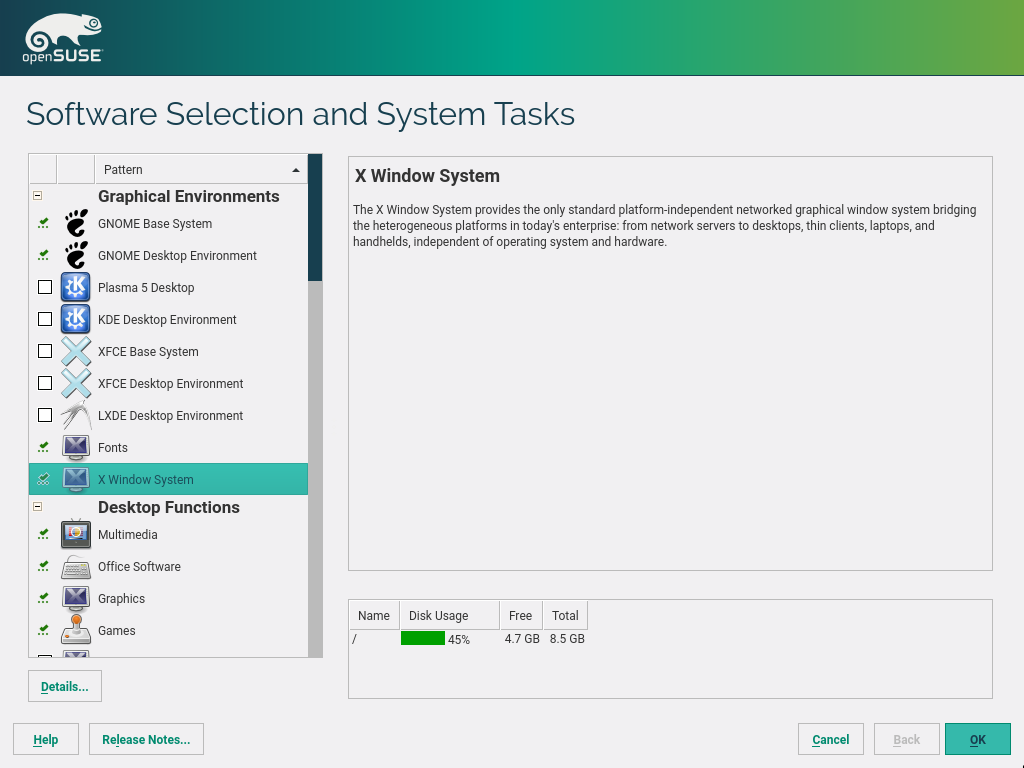 openSUSE
Software Selection and System Tasks
Pattern
Graphical Environments
GNOME Base System
GNOME Desktop Environment
Plasma 5 Desktop
KDE Desktop Environment
XFCE Base System
XFCE Desktop Environment
LXDE Desktop Environment
Fonts
X Window System
Desktop Functions
Multimedia
Office Software
Graphics
Games
Details...
X Window System
The X Window System provides the only standard platform-independent networked graphical window system bridging
the heterogeneous platforms in today's enterprise: from network servers to desktops, thin clients, laptops, and
handhelds, independent of operating system and hardware.
Name Disk Usage Free Total
/ 45% 4.7 GB 8.5 GB
Help Release Notes... Cancel Back OK